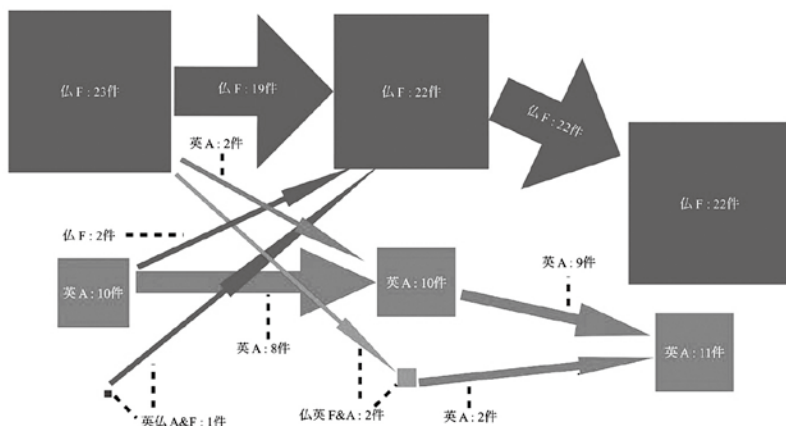 仏 F : 23件
仏 F : 19件
仏 F : 22件
仏 F : 22件
英 A : 2件
仏 F : 22件
仏 F : 2件
英 A : 9件
英 A : 10件
英 A : 10件
英 A : 8件
英 A : 11件
英仏 A&F : 1件
仏英 F&A : 2件
英 A : 2件